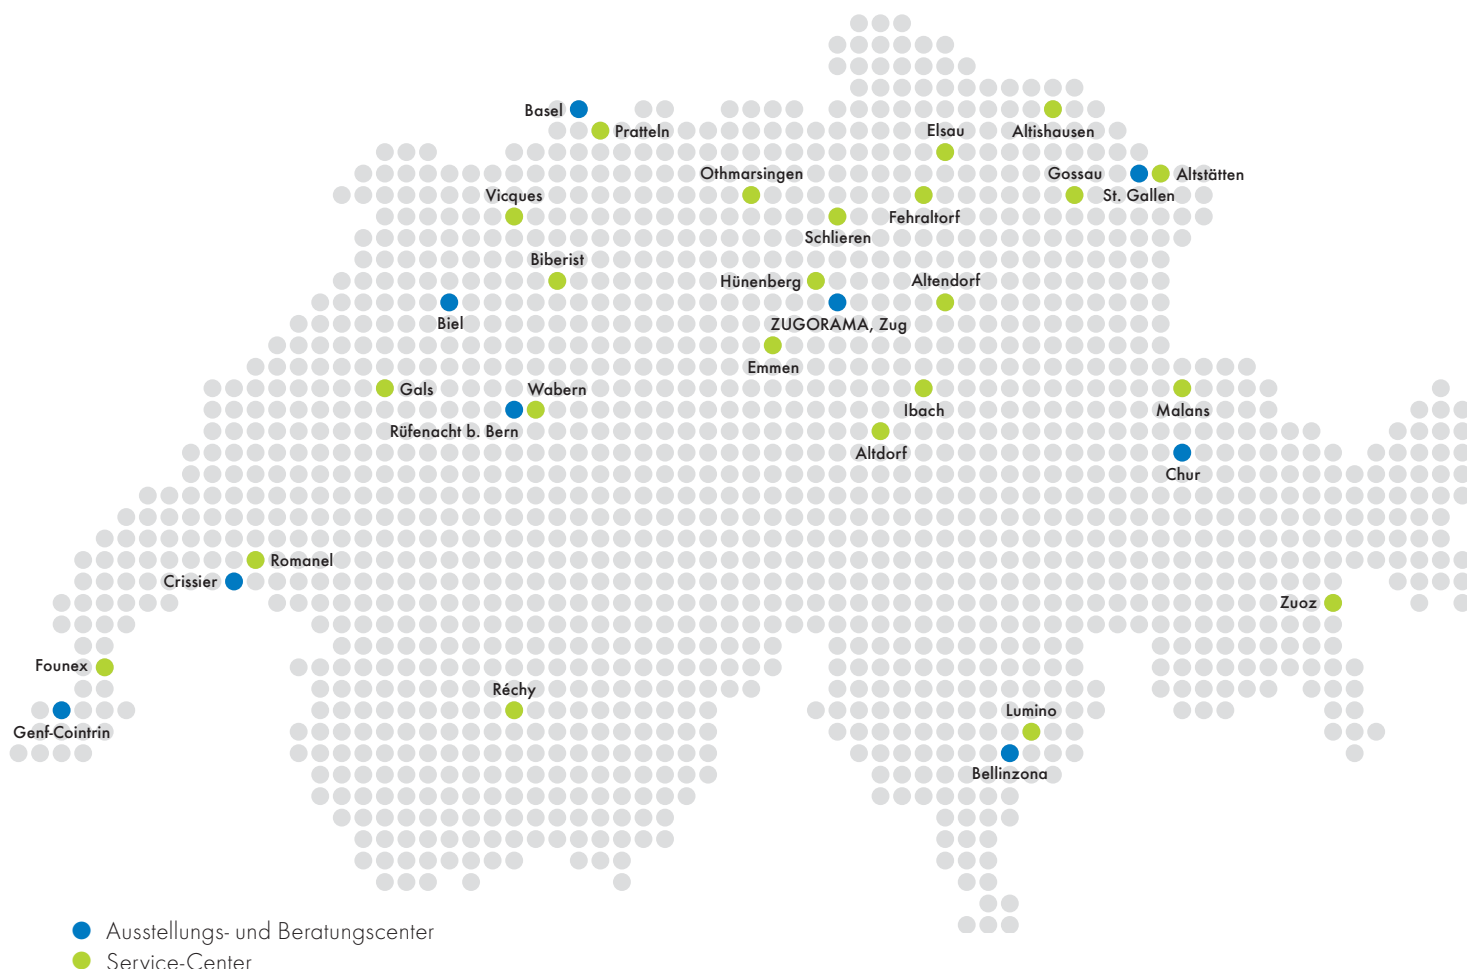 Basel
Pratteln
Elsau
Altishausen
Othmarsingen
Gossau
Altstätten
Vicques
St. Gallen
Fehraltorf
Schlieren
Biberist
Hünenberg
Altendorf
Biel
ZUGORAMA, Zug
Emmen
Gals
Wabern
Ibach
Malans
Rüfenacht b. Bern
Altdorf
Chur
Romanel
Crissier
Zuoz
Founex
Réchy
Lumino
Genf-Cointrin
Bellinzona
Ausstellungs- und Beratungscenter
Service-Center